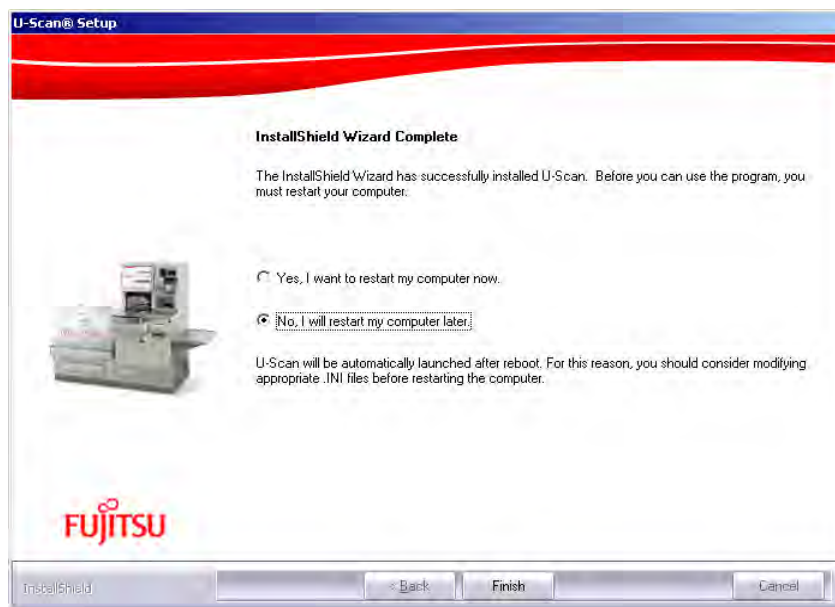 U-Scan® Setup
InstallShield Wizard Complete
The InstallShield Wizard has successfully installed U-Scan.  Before you can use the program, you
must restart your computer.
Yes, I want to restart my computer now.
No, I will restart my computer later.
U-Scan will be automatically launched after reboot. For this reason, you should consider modifying
appropriate .INI files before restarting the computer.
FUJITSU
InstallShield
< Back
Finish
Cancel